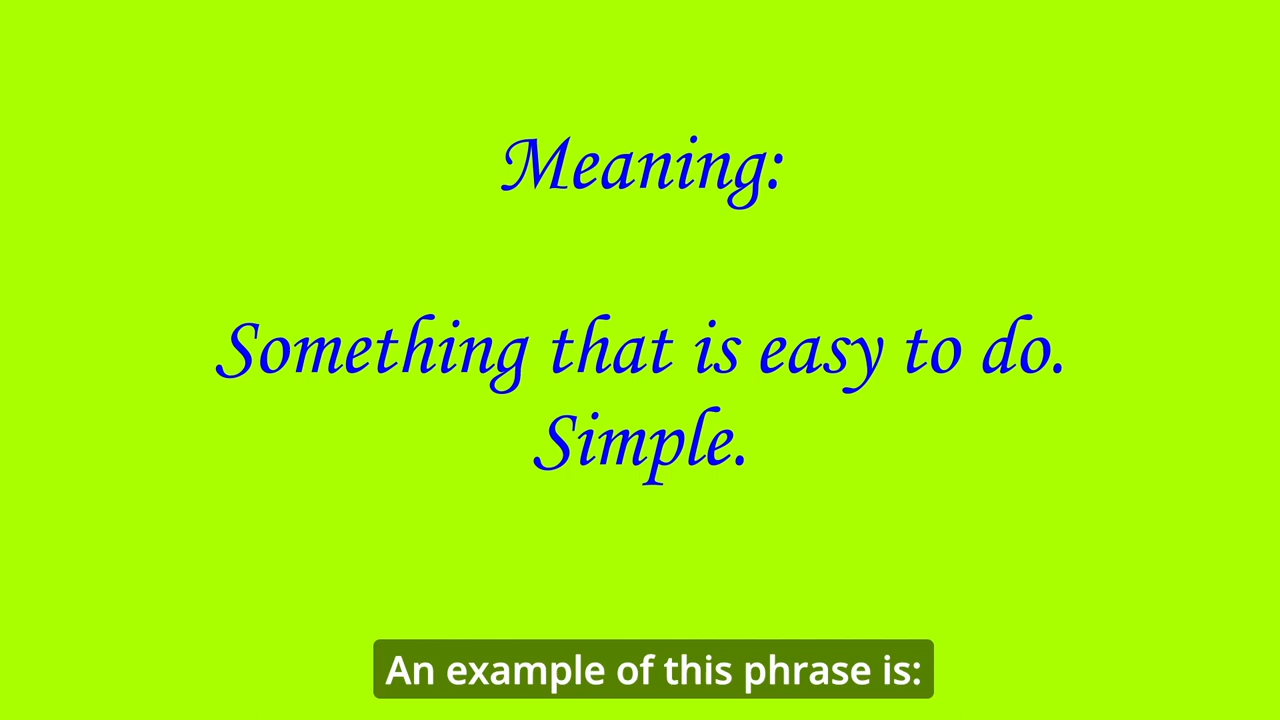 Meaning:
Something that is easy to do.
Simple.
An example of this phrase is: